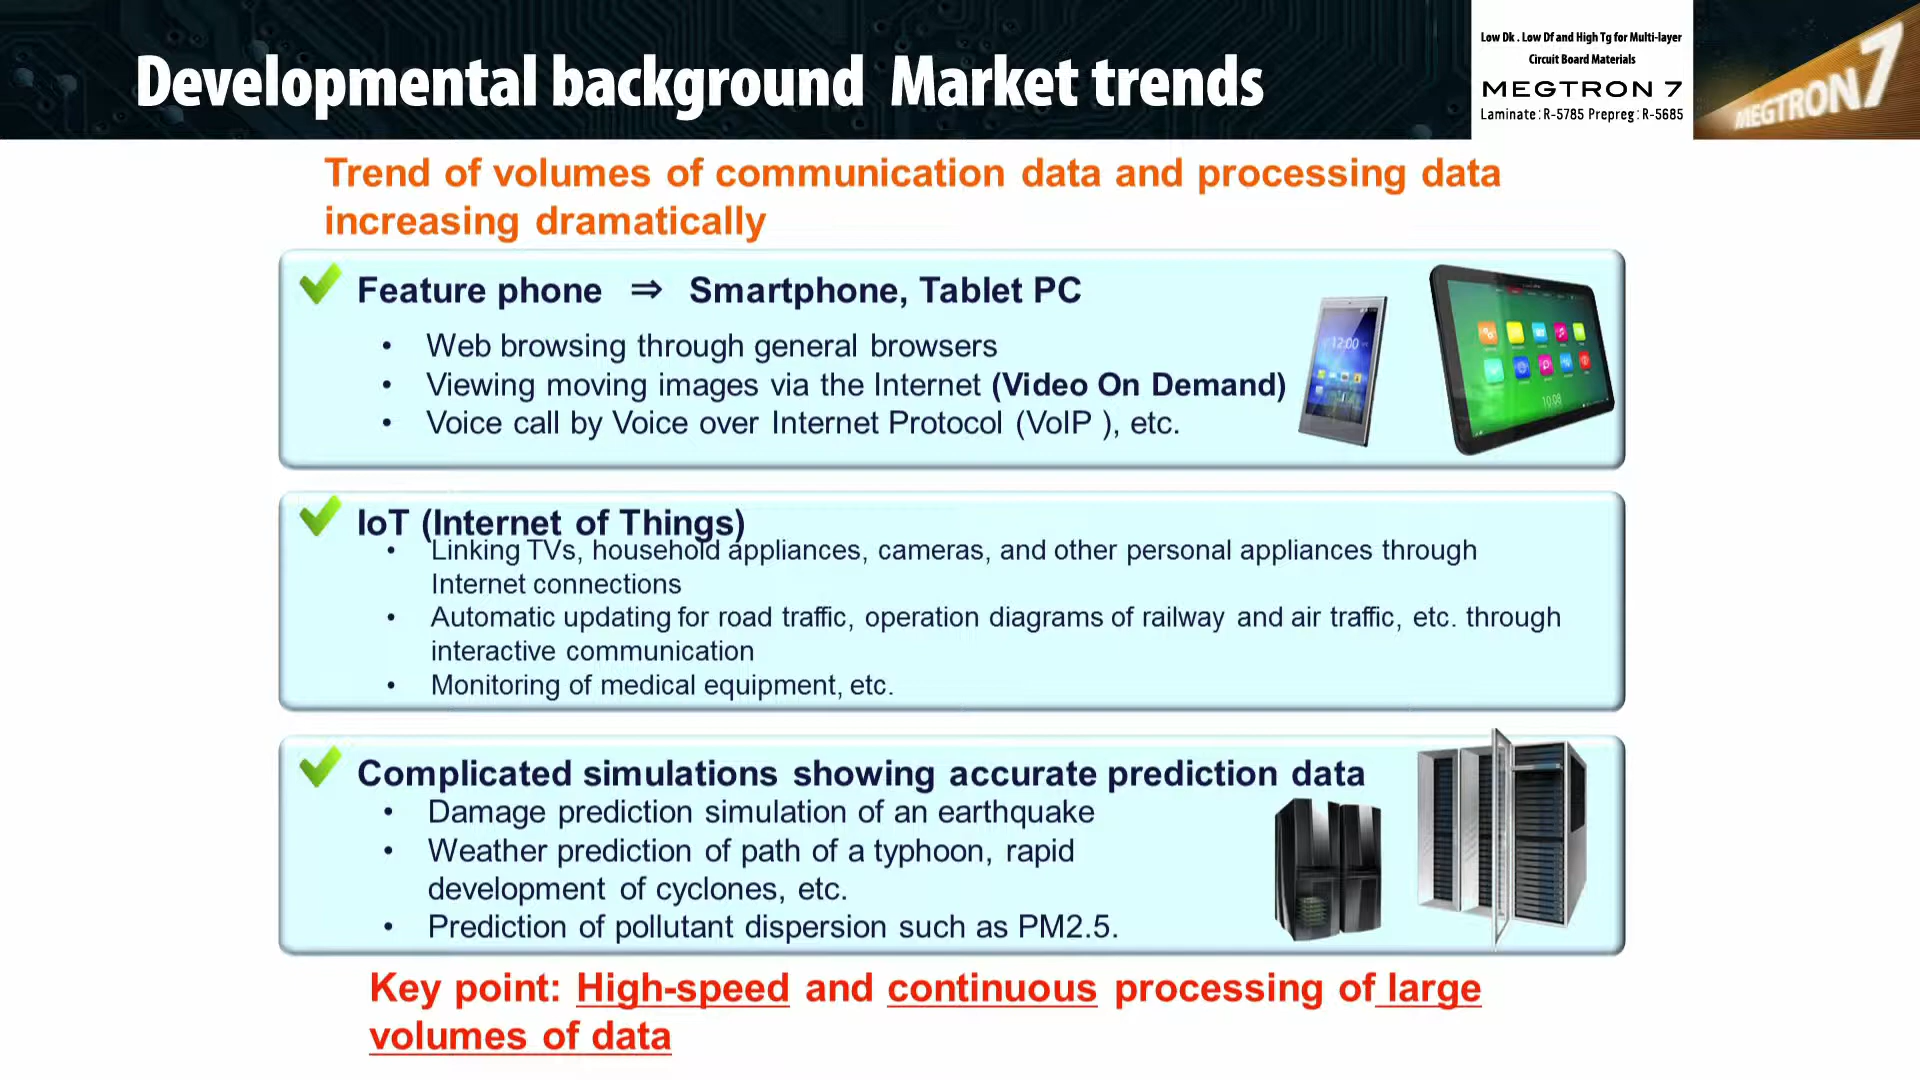 Developmental background Market trends
Low Dk . Low Df and High Tg for Multi-layer
Circuit Board Materials
MEGTRON 7
Laminate : R-5785 Prepreg : R-5685
MEGTRON 7
Trend of volumes of communication data and processing data
increasing dramatically
Feature phone ⇒ Smartphone, Tablet PC
• Web browsing through general browsers
• Viewing moving images via the Internet (Video On Demand)
• Voice call by Voice over Internet Protocol (VoIP ), etc.
12:00
10:08
IoT (Internet of Things)
• Linking TVs, household appliances, cameras, and other personal appliances through
Internet connections
• Automatic updating for road traffic, operation diagrams of railway and air traffic, etc. through
interactive communication
• Monitoring of medical equipment, etc.
Complicated simulations showing accurate prediction data
• Damage prediction simulation of an earthquake
• Weather prediction of path of a typhoon, rapid
development of cyclones, etc.
• Prediction of pollutant dispersion such as PM2.5.
Key point: High-speed and continuous processing of large
volumes of data